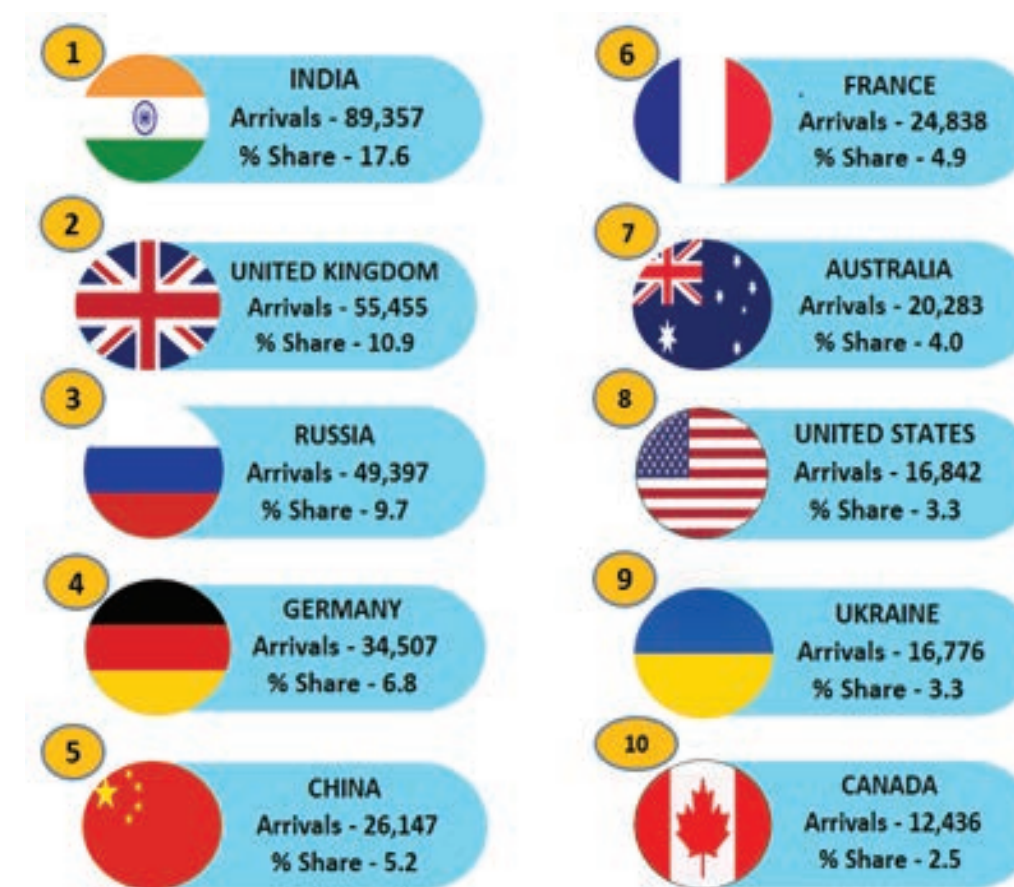 1
INDIA
Arrivals - 89,357
% Share - 17.6
2
UNITED KINGDOM
Arrivals - 55,455
% Share - 10.9
3
RUSSIA
Arrivals - 49,397
% Share - 9.7
4
GERMANY
Arrivals - 34,507
% Share - 6.8
5
CHINA
Arrivals - 26,147
% Share - 5.2
6
FRANCE
Arrivals - 24,838
% Share - 4.9
7
AUSTRALIA
Arrivals - 20,283
% Share - 4.0
8
UNITED STATES
Arrivals - 16,842
% Share - 3.3
9
UKRAINE
Arrivals - 16,776
% Share - 3.3
10
CANADA
Arrivals - 12,436
% Share - 2.5